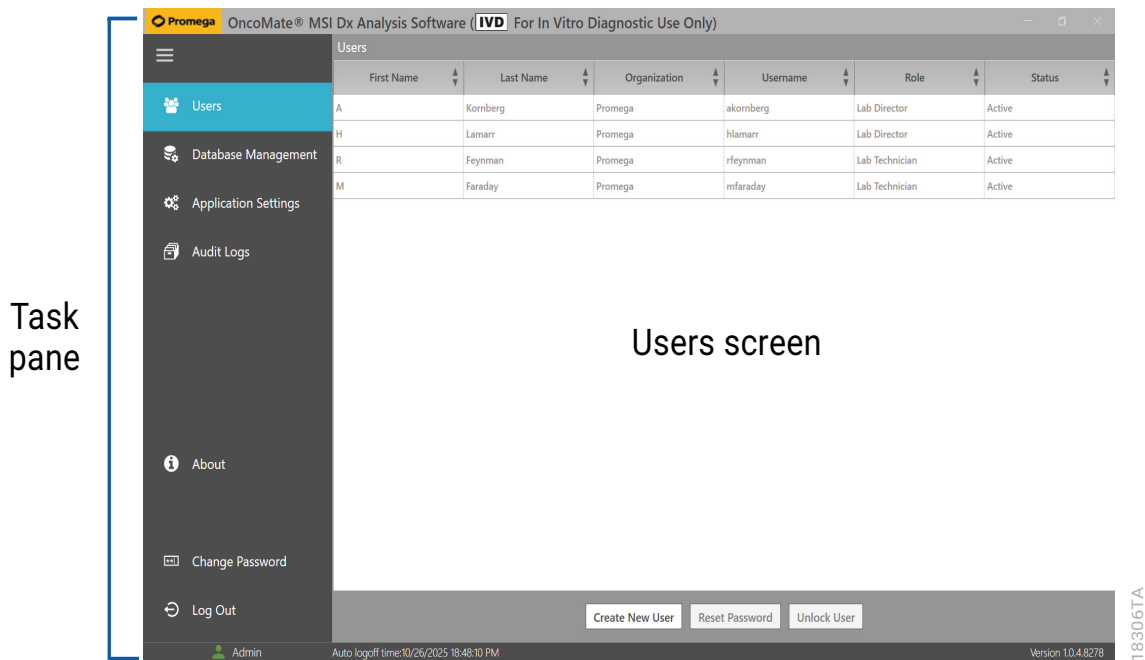 Promega OncoMate® MSI Dx Analysis Software ( IVD For In Vitro Diagnostic Use Only)
Users
First Name Last Name Organization Username Role Status
Users
A Kornberg Promega akornberg Lab Director Active
H Lamarr Promega hlamarr Lab Director Active
Database Management
R Feynman Promega rfeynman Lab Technician Active
M Faraday Promega mfaraday Lab Technician Active
Application Settings
Audit Logs
Task
pane
Users screen
About
Change Password
Log Out
Create New User Reset Password Unlock User
Admin Auto logoff time:10/26/2025 18:48:10 PM Version 1.0.4.8278
18306TA